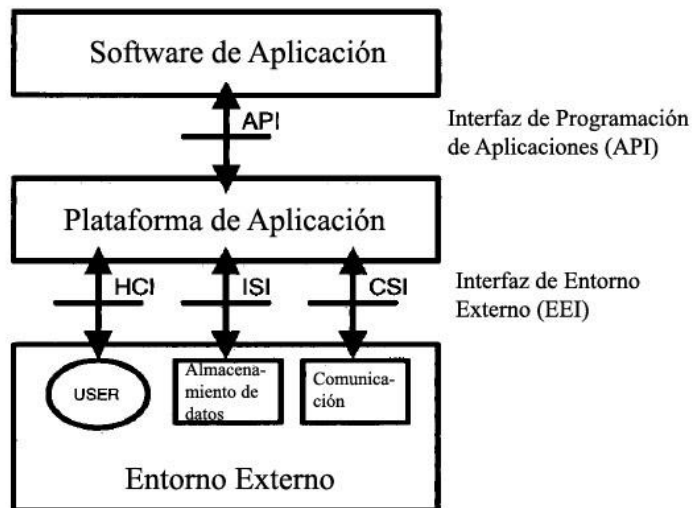 Software de Aplicación
API
Interfaz de Programación
de Aplicaciones (API)
Plataforma de Aplicación
HCI
ISI
CSI
Interfaz de Entorno
Externo (EEI)
USER
Almacena-
miento de
datos
Comunica-
ción
Entorno Externo